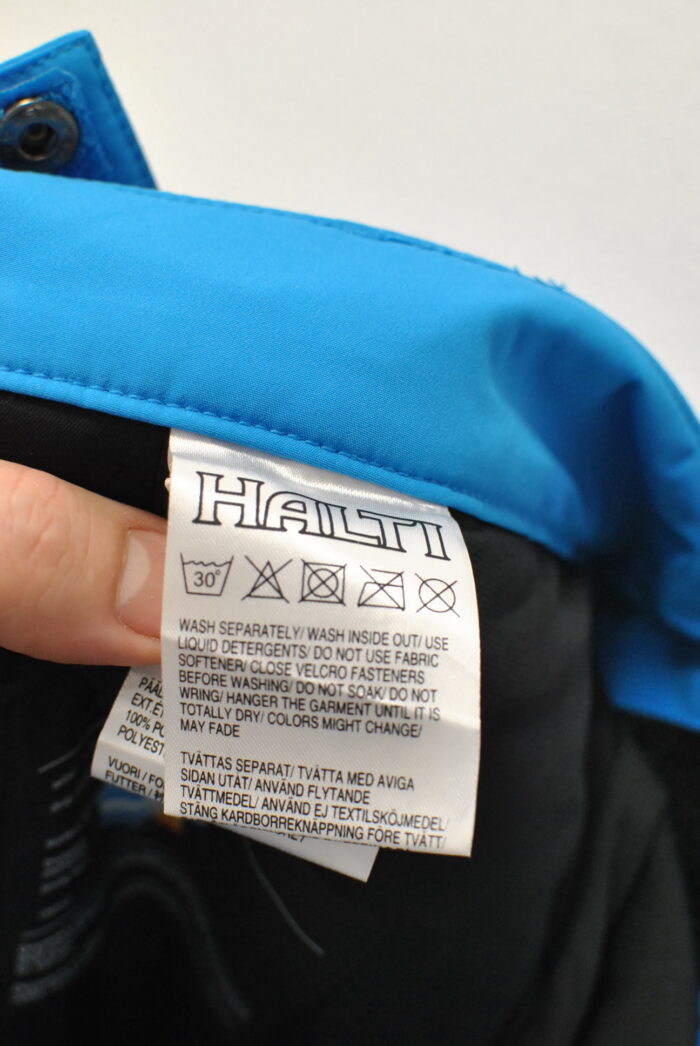 HALTI
30°
WASH SEPARATELY/ WASH INSIDE OUT/ USE
LIQUID DETERGENTS/ DO NOT USE FABRIC
SOFTENER/ CLOSE VELCRO FASTENERS
BEFORE WASHING/ DO NOT SOAK/ DO NOT
WRING/ HANGER THE GARMENT UNTIL IT IS
TOTALLY DRY/ COLORS MIGHT CHANGE/
MAY FADE
TVÄTTAS SEPARAT/ TVÄTTA MED AVIGA
SIDAN UTÅT/ ANVÄND FLYTANDE
TVÄTTMEDEL/ ANVÄND EJ TEXTILSKÖJMEDEL/
STÄNG KARDBORREKNÄPPNING FÖRE TVÄTT/
100%
VUORI/
FUTTER/